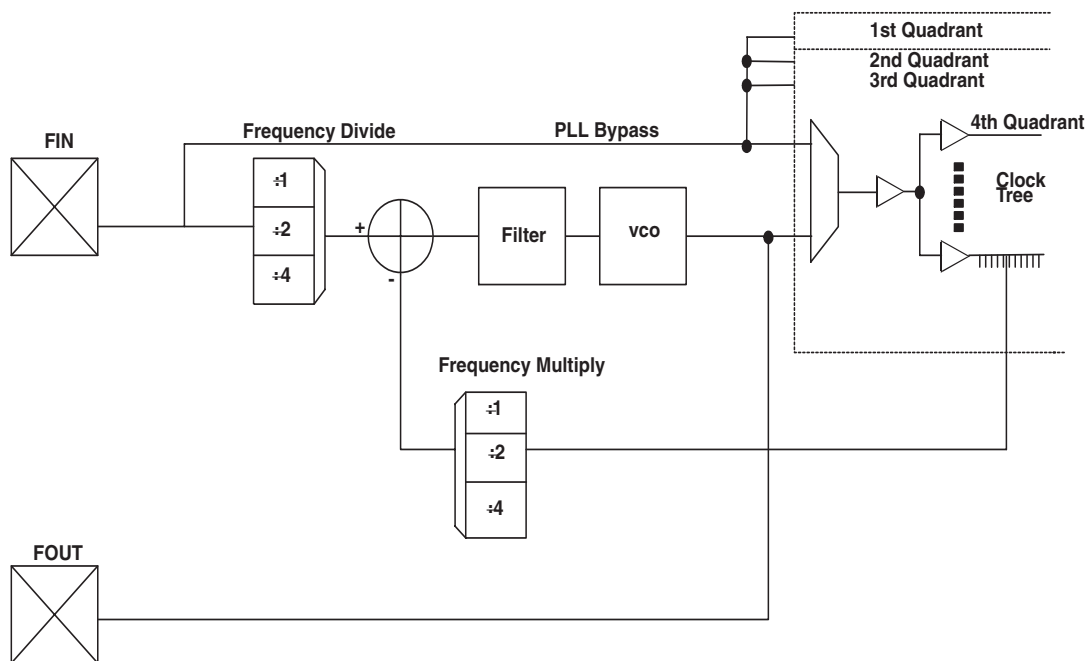 1st Quadrant
2nd Quadrant
3rd Quadrant
4th Quadrant
Frequency Divide
PLL Bypass
FIN
÷1
÷2
÷4
+
-
Filter
vco
Clock
Tree
Frequency Multiply
÷1
÷2
÷4
FOUT